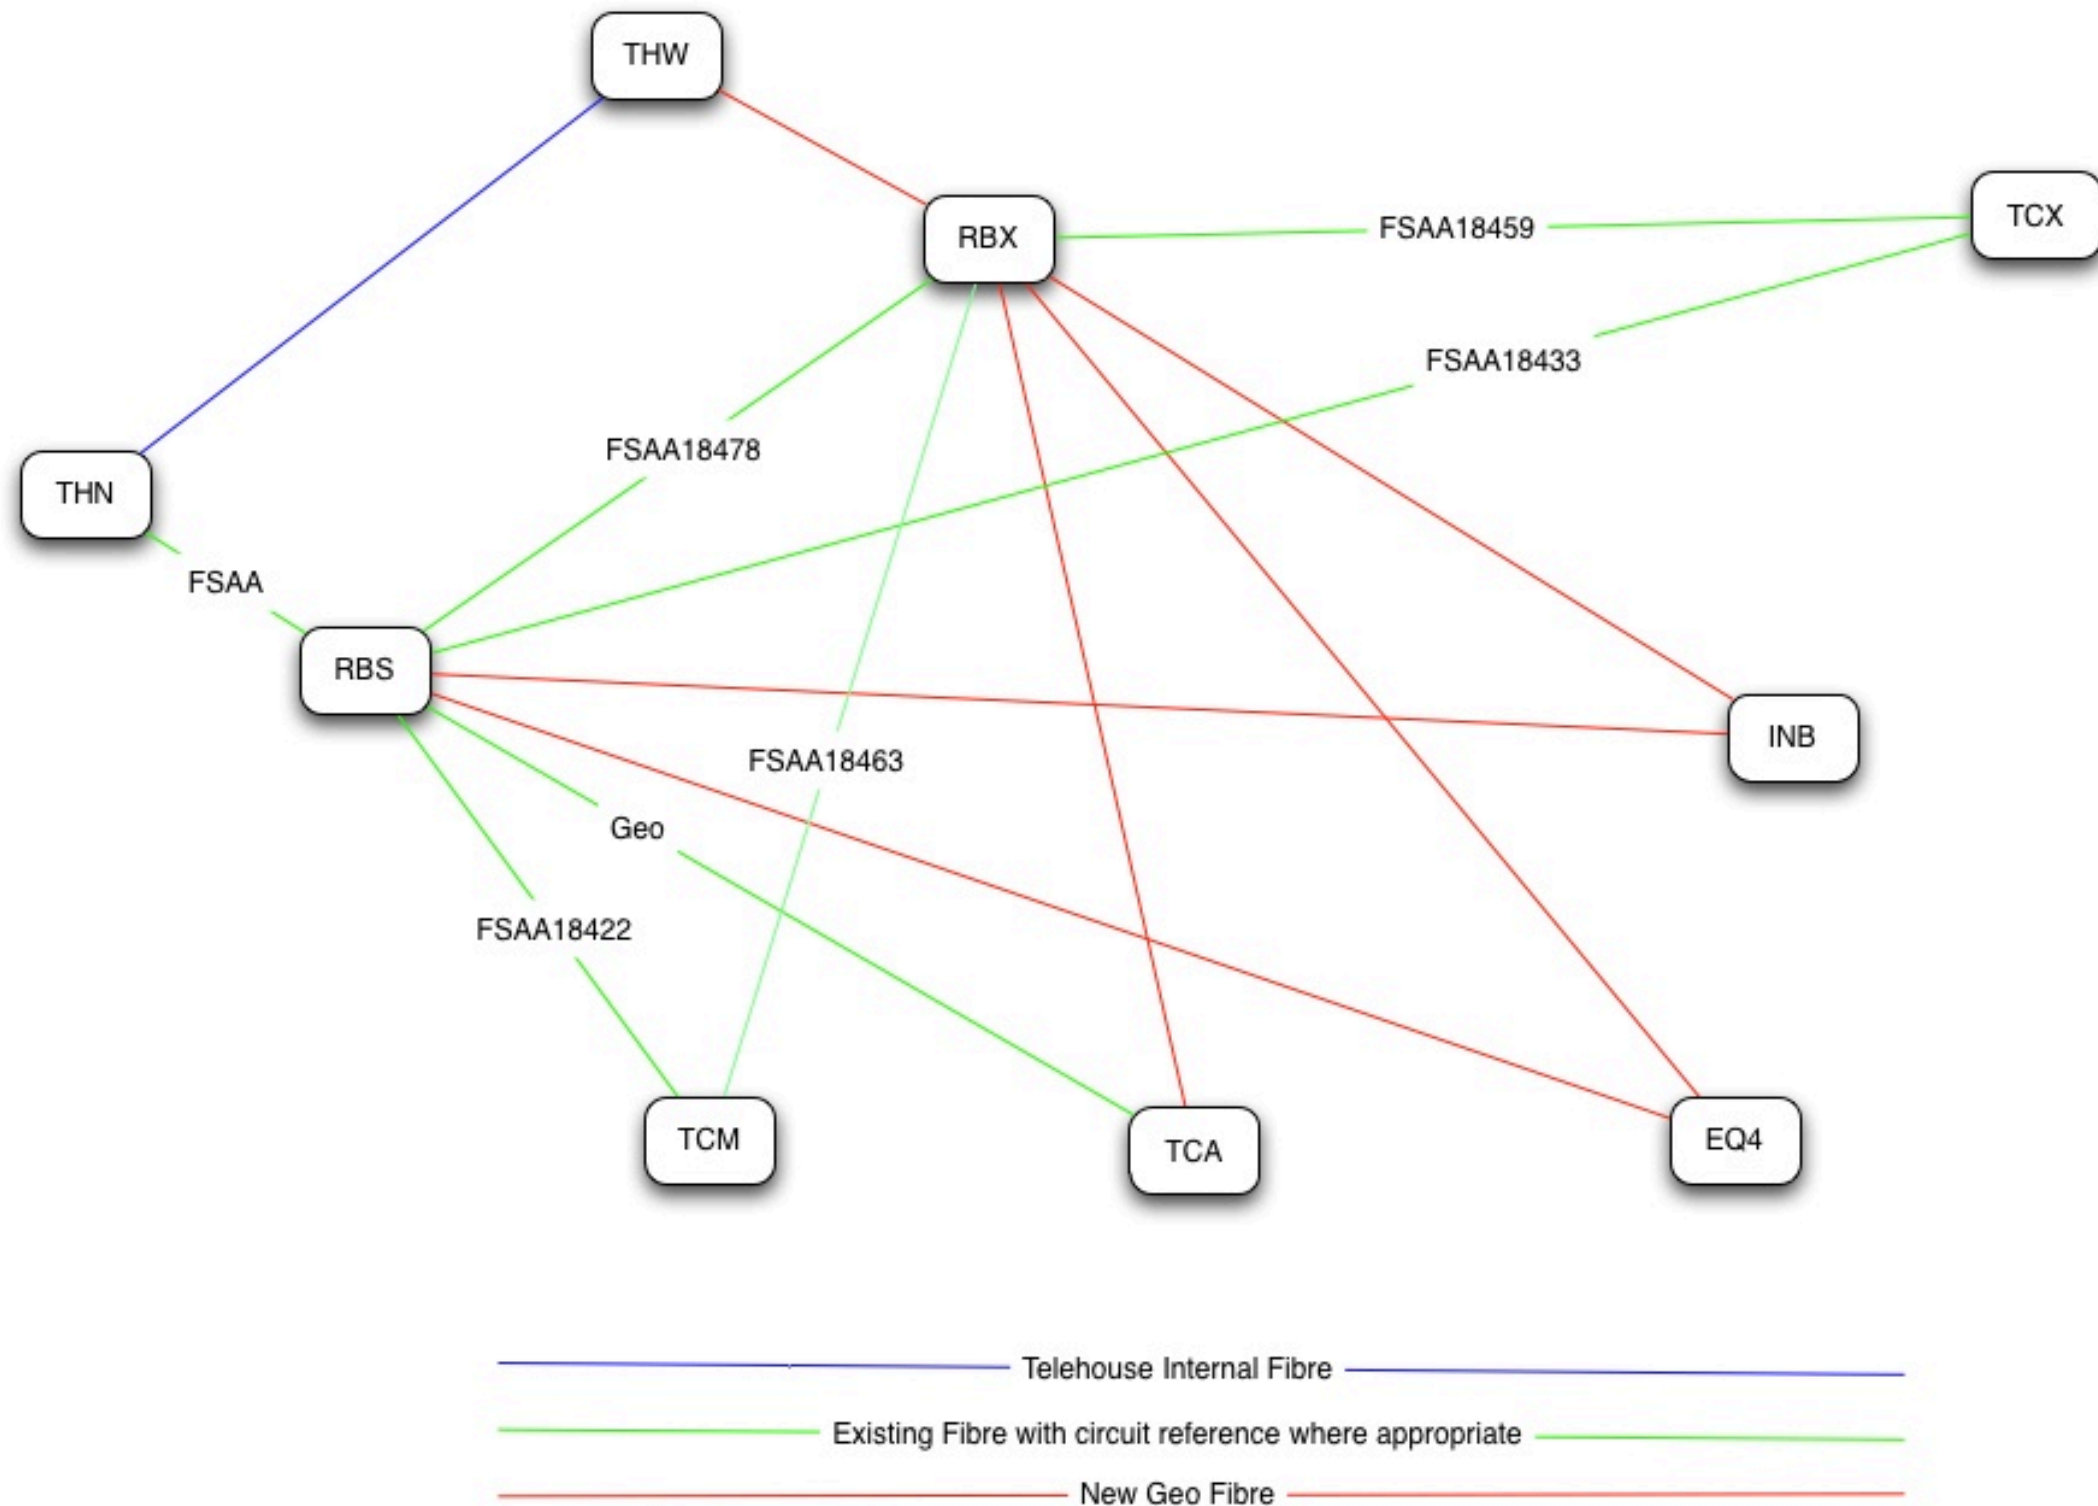 THW
RBX
TCX
FSAA18459
FSAA18433
FSAA18478
THN
FSAA
RBS
INB
FSAA18463
Geo
FSAA18422
TCM
TCA
EQ4
Telehouse Internal Fibre
Existing Fibre with circuit reference where appropriate
New Geo Fibre